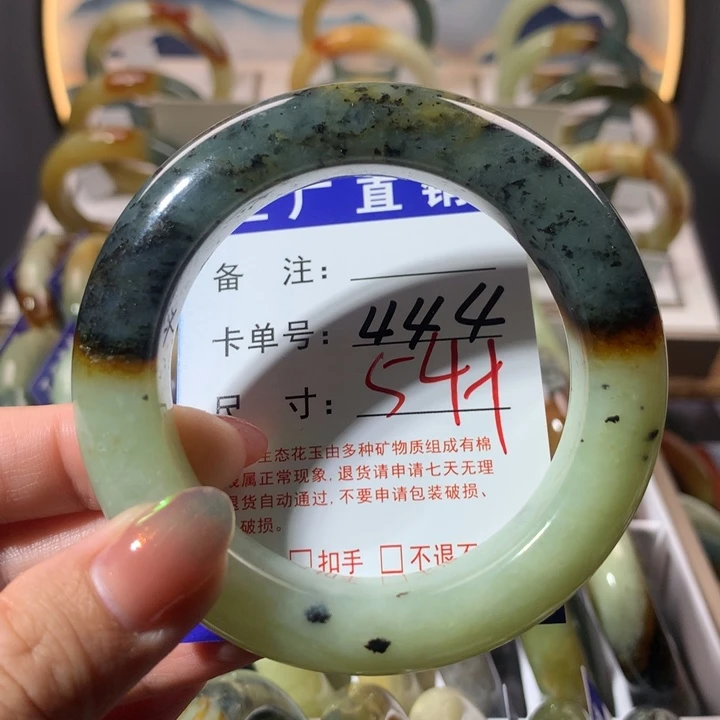 厂直销
备 注:
卡单号: 444
尺 寸: 541
生态花玉由多种矿物质组成有棉
属正常现象, 退货请申请七天无理
退货自动通过, 不要申请包装破损、
破损。
□扣手 □不退不